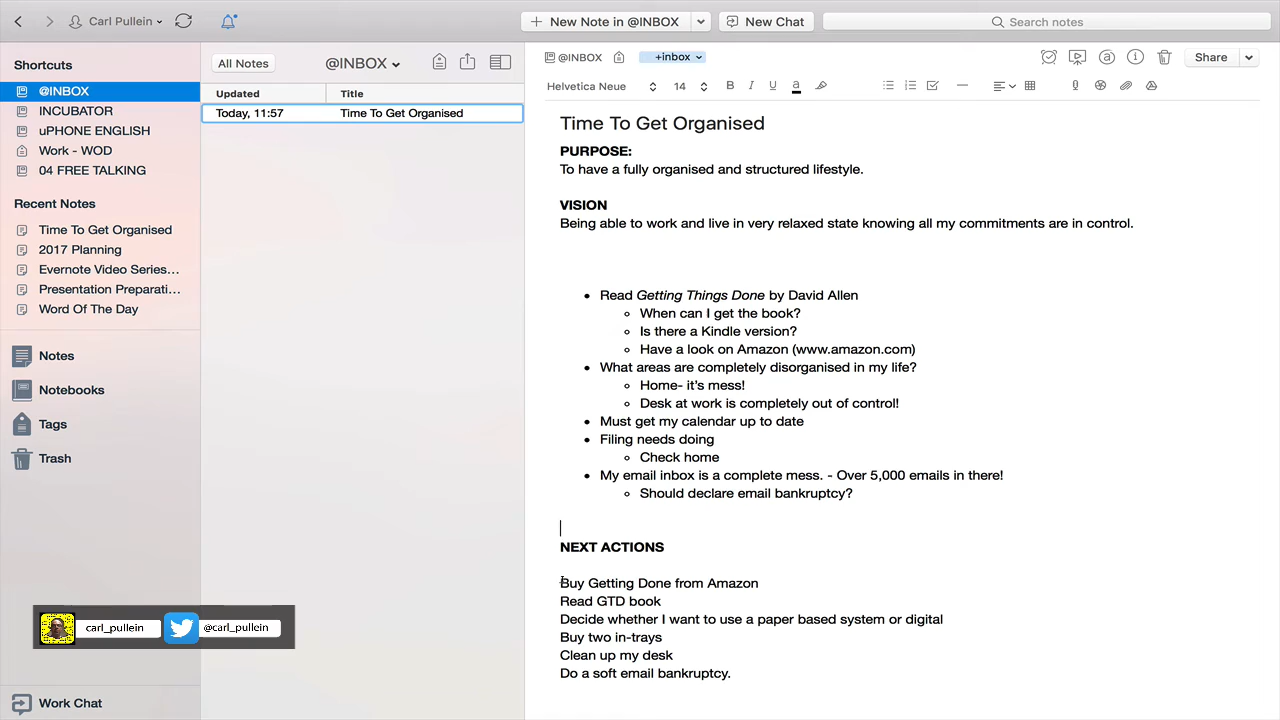 Carl Pullein
New Note in @INBOX
New Chat
Search notes
Shortcuts
@INBOX
INCUBATOR
uPHONE ENGLISH
Work - WOD
04 FREE TALKING
Recent Notes
Time To Get Organised
2017 Planning
Evernote Video Series...
Presentation Preparati...
Word Of The Day
Notes
Notebooks
Tags
Trash
carl_pullein
@carl_pullein
Work Chat
All Notes
@INBOX
Updated Title
Today, 11:57 Time To Get Organised
@INBOX +inbox
Share
Helvetica Neue 14 B I U a
Time To Get Organised
PURPOSE:
To have a fully organised and structured lifestyle.
VISION
Being able to work and live in very relaxed state knowing all my commitments are in control.
• Read Getting Things Done by David Allen
◦ When can I get the book?
◦ Is there a Kindle version?
◦ Have a look on Amazon (www.amazon.com)
• What areas are completely disorganised in my life?
◦ Home- it's mess!
◦ Desk at work is completely out of control!
• Must get my calendar up to date
• Filing needs doing
◦ Check home
• My email inbox is a complete mess. - Over 5,000 emails in there!
◦ Should declare email bankruptcy?
NEXT ACTIONS
Buy Getting Done from Amazon
Read GTD book
Decide whether I want to use a paper based system or digital
Buy two in-trays
Clean up my desk
Do a soft email bankruptcy.